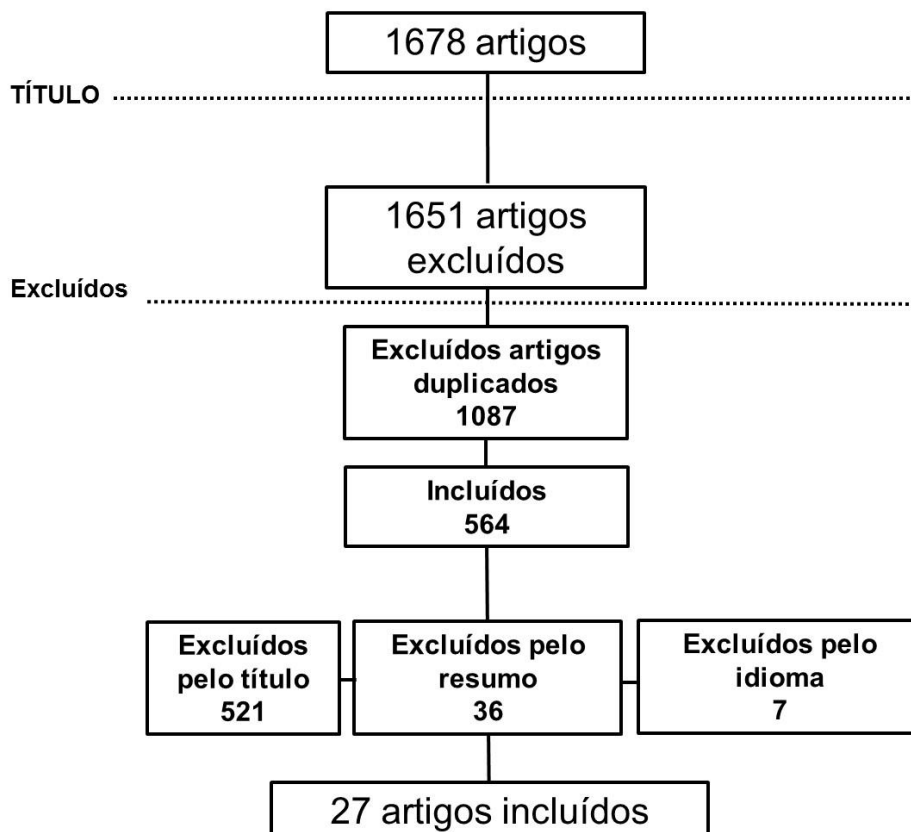 1678 artigos
TÍTULO
1651 artigos
excluídos
Excluídos
Excluídos artigos
duplicados
1087
Incluídos
564
Excluídos
pelo título
521
Excluídos pelo
resumo
36
Excluídos pelo
idioma
7
27 artigos incluídos